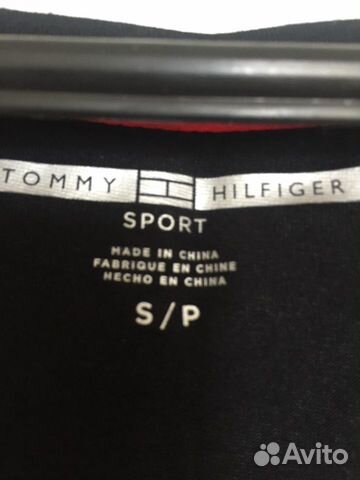 TOMMY HILFIGER
SPORT
MADE IN CHINA
FABRIQUE EN CHINE
HECHO EN CHINA
S/P
Avito